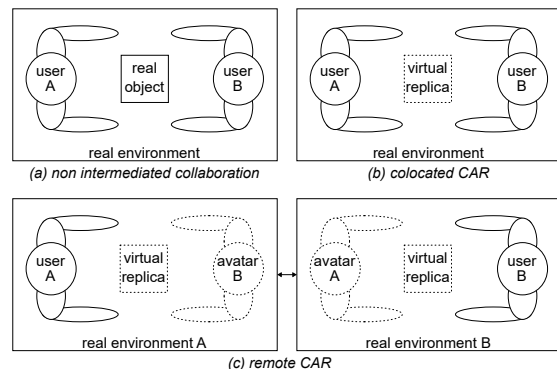 user
A
real
object
user
B
real environment
(a) non intermediated collaboration
user
A
virtual
replica
user
B
real environment
(b) colocated CAR
user
A
virtual
replica
avatar
B
real environment A
avatar
A
virtual
replica
user
B
real environment B
(c) remote CAR